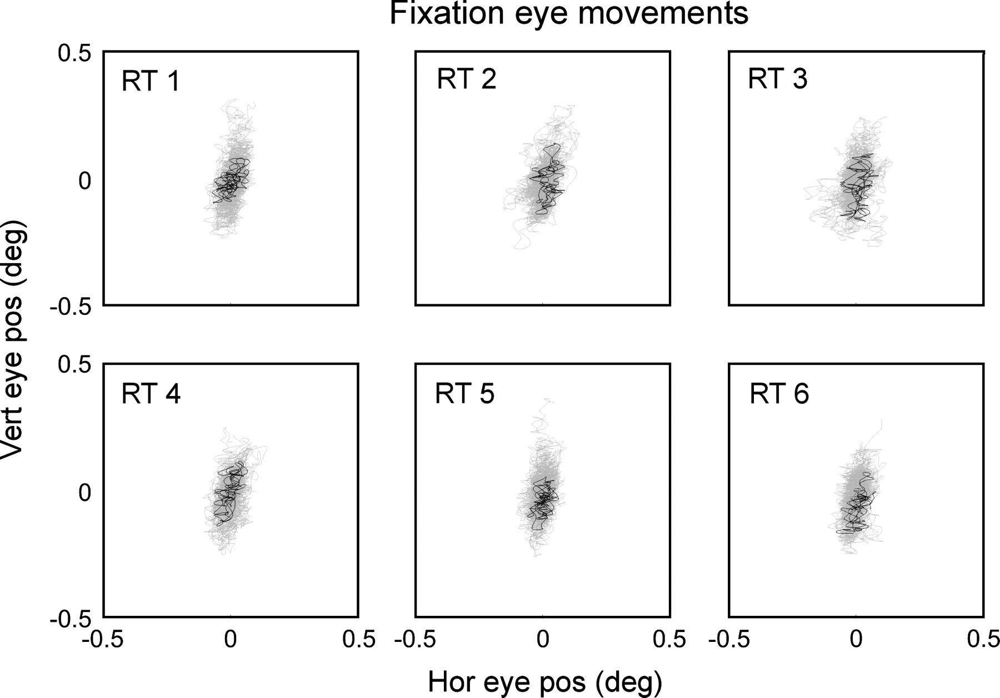 Fixation eye movements
0.5
RT 1
RT 2
RT 3
0
-0.5
Vert eye pos (deg)
0.5
RT 4
RT 5
RT 6
0
-0.5
-0.5 0 0.5 -0.5 0 0.5 -0.5 0 0.5
Hor eye pos (deg)